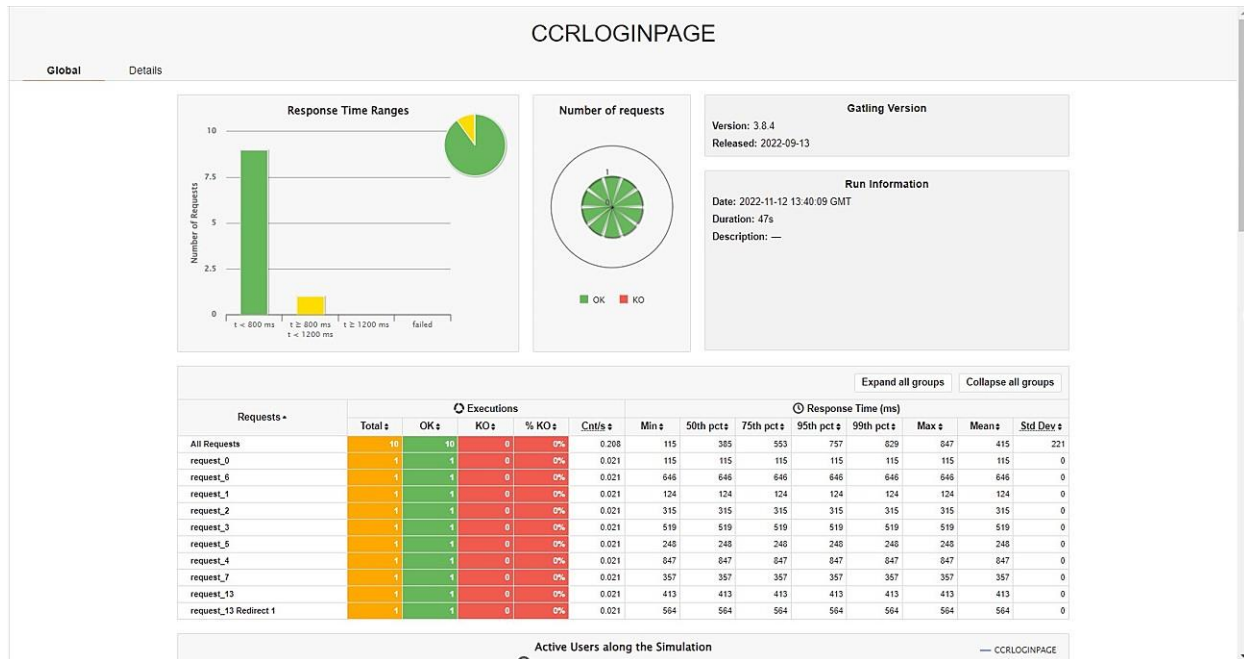 CCRLOGINPAGE
Global Details
Response Time Ranges
10
7.5
5
2.5
0
Number of Requests
t < 800 ms
t ≥ 800 ms
t < 1200 ms
t ≥ 1200 ms
failed
Number of requests
1
0
OK KO
Gatling Version
Version: 3.8.4
Released: 2022-09-13
Run Information
Date: 2022-11-12 13:40:09 GMT
Duration: 47s
Description: —
Expand all groups Collapse all groups
Requests Executions Response Time (ms)
Total OK KO % KO Cnt/s Min 50th pct 75th pct 95th pct 99th pct Max Mean Std Dev
All Requests 10 10 0 0% 0.208 115 385 553 757 829 847 415 221
request_0 1 1 0 0% 0.021 115 115 115 115 115 115 115 0
request_6 1 1 0 0% 0.021 646 646 646 646 646 646 646 0
request_1 1 1 0 0% 0.021 124 124 124 124 124 124 124 0
request_2 1 1 0 0% 0.021 315 315 315 315 315 315 315 0
request_3 1 1 0 0% 0.021 519 519 519 519 519 519 519 0
request_5 1 1 0 0% 0.021 248 248 248 248 248 248 248 0
request_4 1 1 0 0% 0.021 847 847 847 847 847 847 847 0
request_7 1 1 0 0% 0.021 357 357 357 357 357 357 357 0
request_13 1 1 0 0% 0.021 413 413 413 413 413 413 413 0
request_13 Redirect 1 1 1 0 0% 0.021 564 564 564 564 564 564 564 0
Active Users along the Simulation
CCRLOGINPAGE